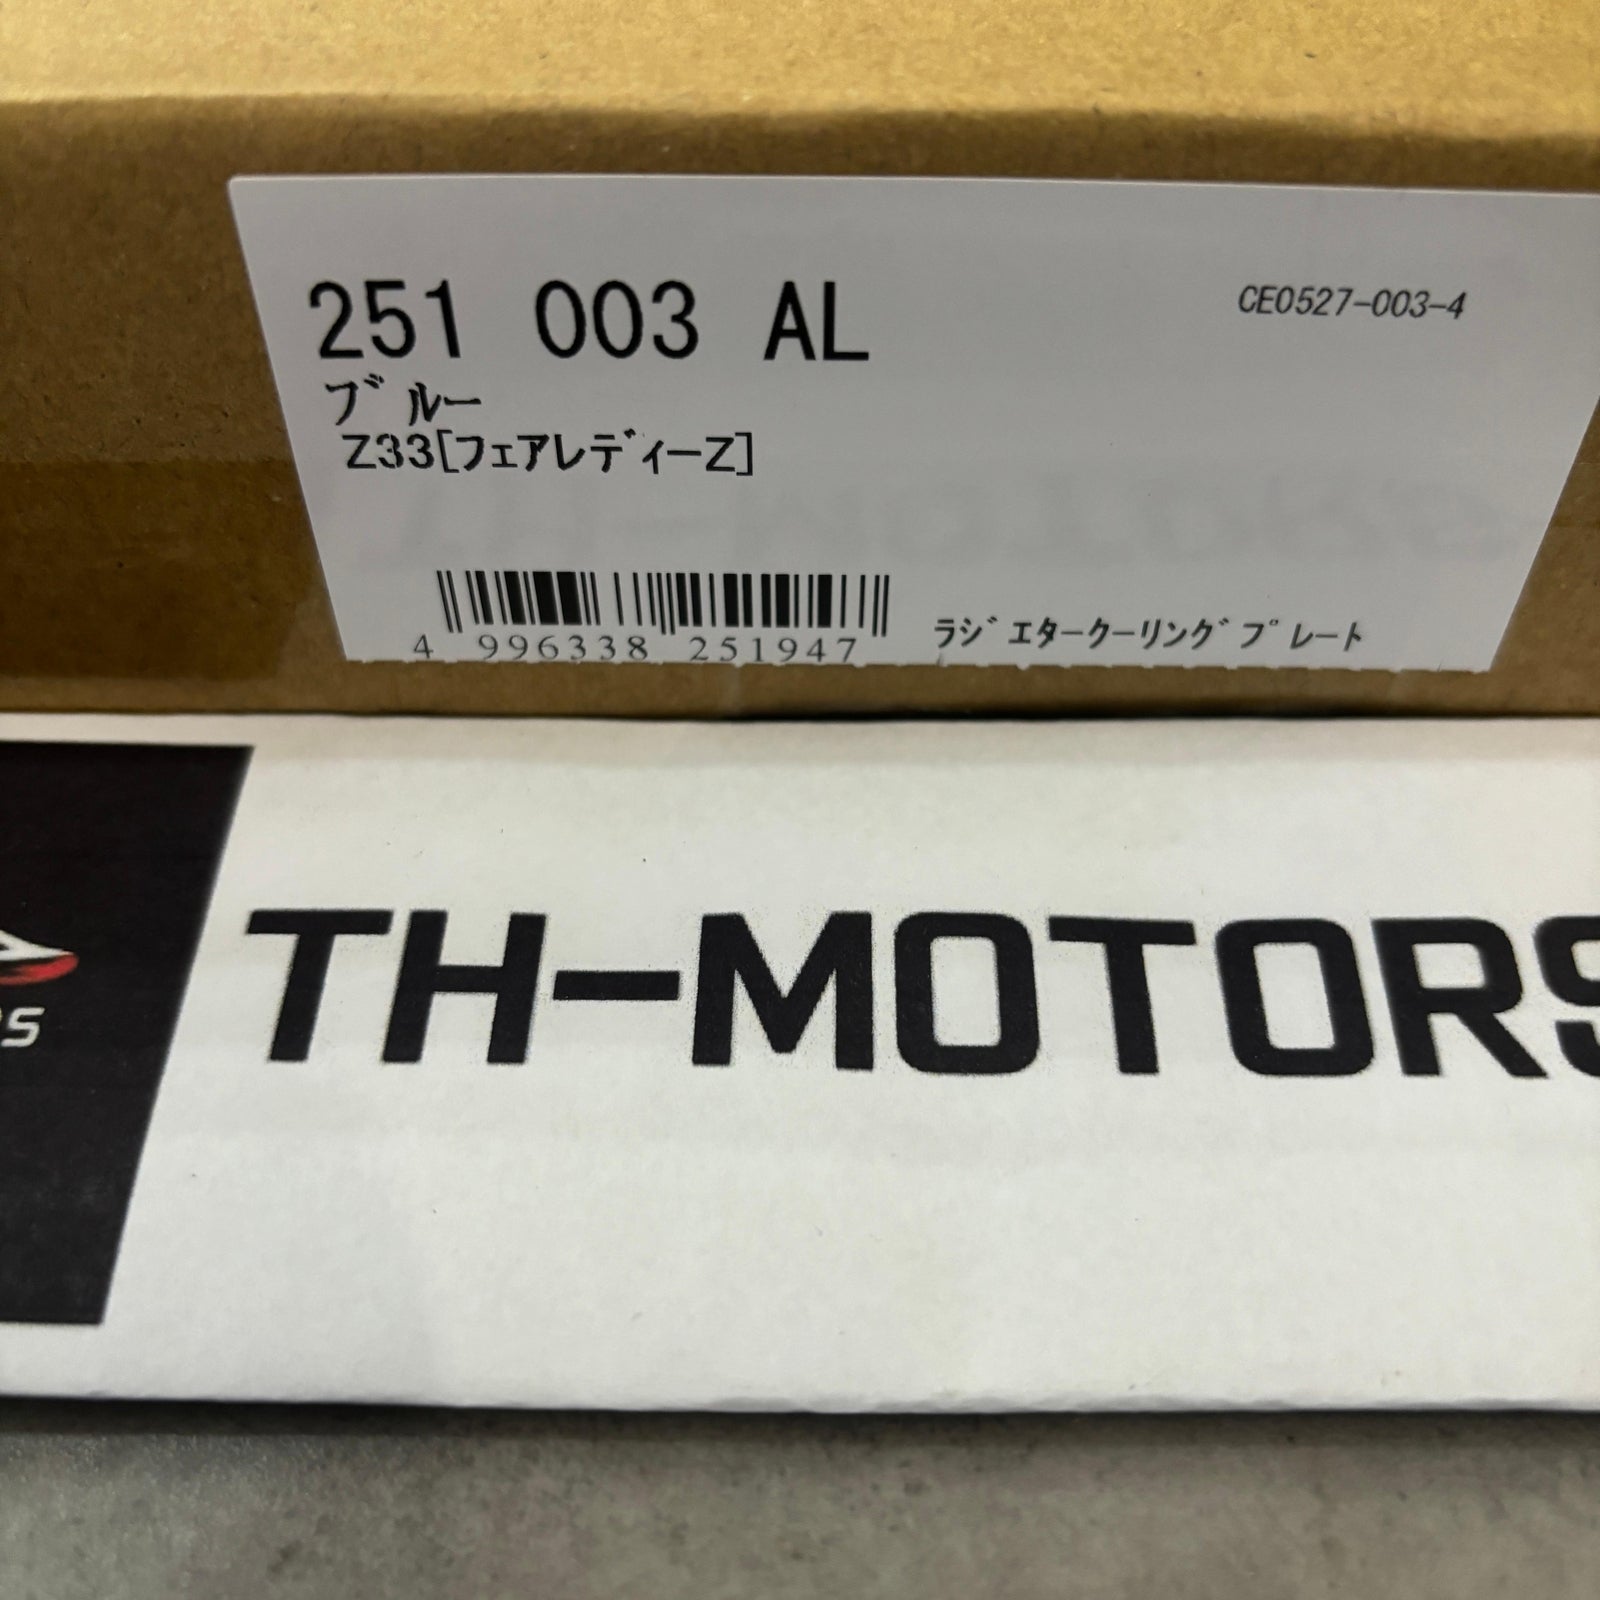 251 003 AL
CE0527-003-4
ブルー
Z33[フェアレディーZ]
4 996338 251947
ラジエタークーリングプレート
TH-MOTORS
RS